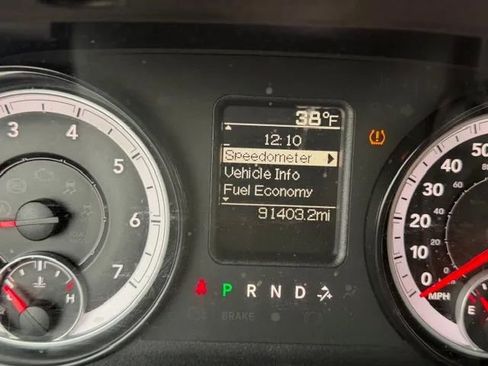 38°F
12:10
Speedometer
Vehicle Info
Fuel Economy
91403.2mi
3
4
5
6
7
H
P R N D
BRAKE
50
40
30
20
10
0
MPH
E